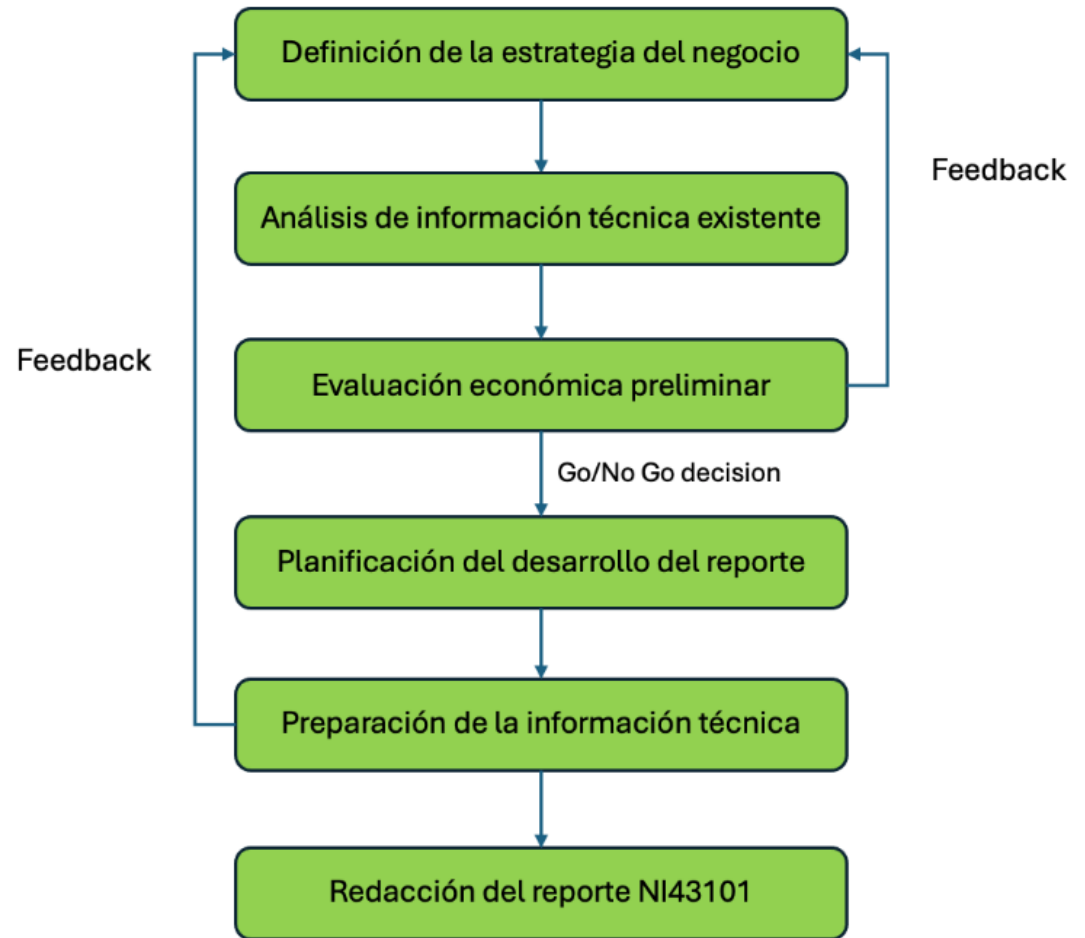 Definición de la estrategia del negocio
Feedback
Análisis de información técnica existente
Feedback
Evaluación económica preliminar
Go/No Go decision
Planificación del desarrollo del reporte
Preparación de la información técnica
Redacción del reporte NI43101